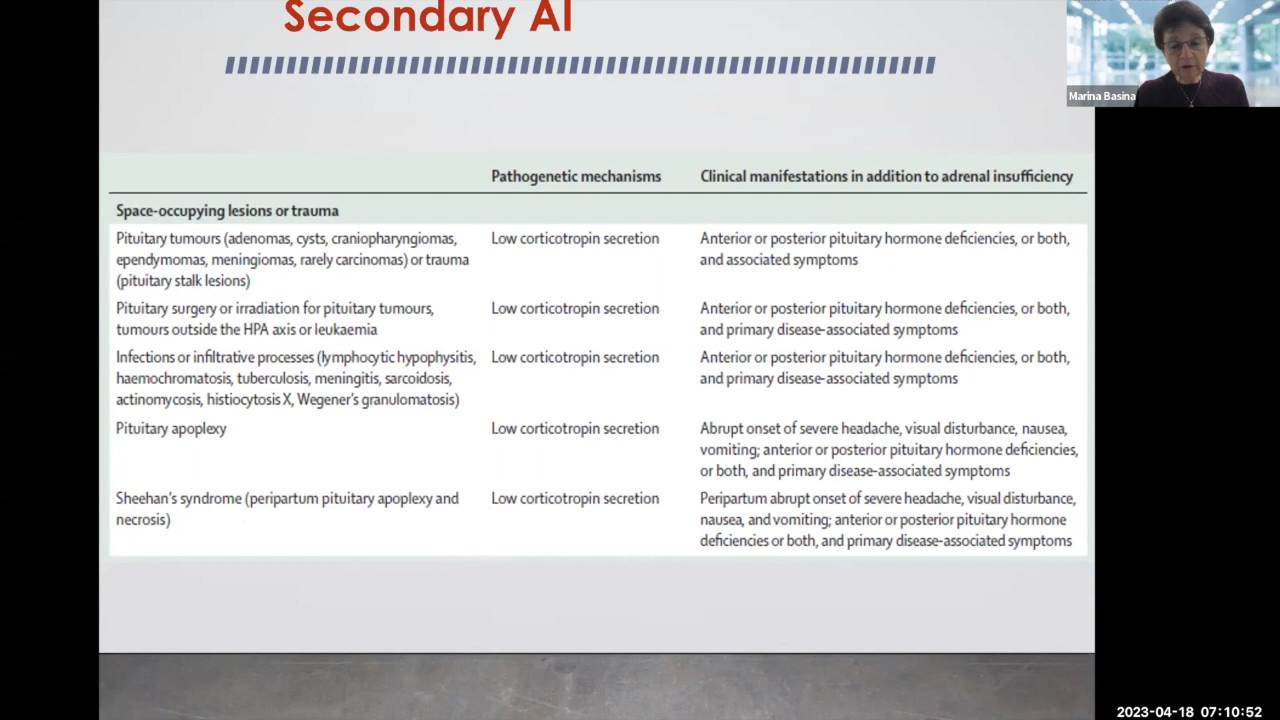 Secondary AI
Marina Basina
Pathogenetic mechanisms Clinical manifestations in addition to adrenal insufficiency
Space-occupying lesions or trauma
Pituitary tumours (adenomas, cysts, craniopharyngiomas,
ependymomas, meningiomas, rarely carcinomas) or trauma
(pituitary stalk lesions)
Low corticotropin secretion
Anterior or posterior pituitary hormone deficiencies, or both,
and associated symptoms
Pituitary surgery or irradiation for pituitary tumours,
tumours outside the HPA axis or leukaemia
Low corticotropin secretion
Anterior or posterior pituitary hormone deficiencies, or both,
and primary disease-associated symptoms
Infections or infiltrative processes (lymphocytic hypophysitis,
haemochromatosis, tuberculosis, meningitis, sarcoidosis,
actinomycosis, histiocytosis X, Wegener's granulomatosis)
Low corticotropin secretion
Anterior or posterior pituitary hormone deficiencies, or both,
and primary disease-associated symptoms
Pituitary apoplexy
Low corticotropin secretion
Abrupt onset of severe headache, visual disturbance, nausea,
vomiting; anterior or posterior pituitary hormone deficiencies,
or both, and primary disease-associated symptoms
Sheehan's syndrome (peripartum pituitary apoplexy and
necrosis)
Low corticotropin secretion
Peripartum abrupt onset of severe headache, visual disturbance,
nausea, and vomiting; anterior or posterior pituitary hormone
deficiencies or both, and primary disease-associated symptoms
2023-04-18 07:10:52